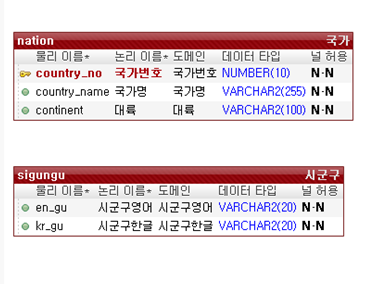 nation 국가
물리 이름* 논리 이름* 도메인 데이터 타입 널 허용
country_no 국가번호 국가번호 NUMBER(10) N-N
country_name 국가명 국가명 VARCHAR2(255) N-N
continent 대륙 대륙 VARCHAR2(100) N-N
sigungu 시군구
물리 이름* 논리 이름* 도메인 데이터 타입 널 허용
en_gu 시군구영어 시군구영어 VARCHAR2(20) N-N
kr_gu 시군구한글 시군구한글 VARCHAR2(20) N-N